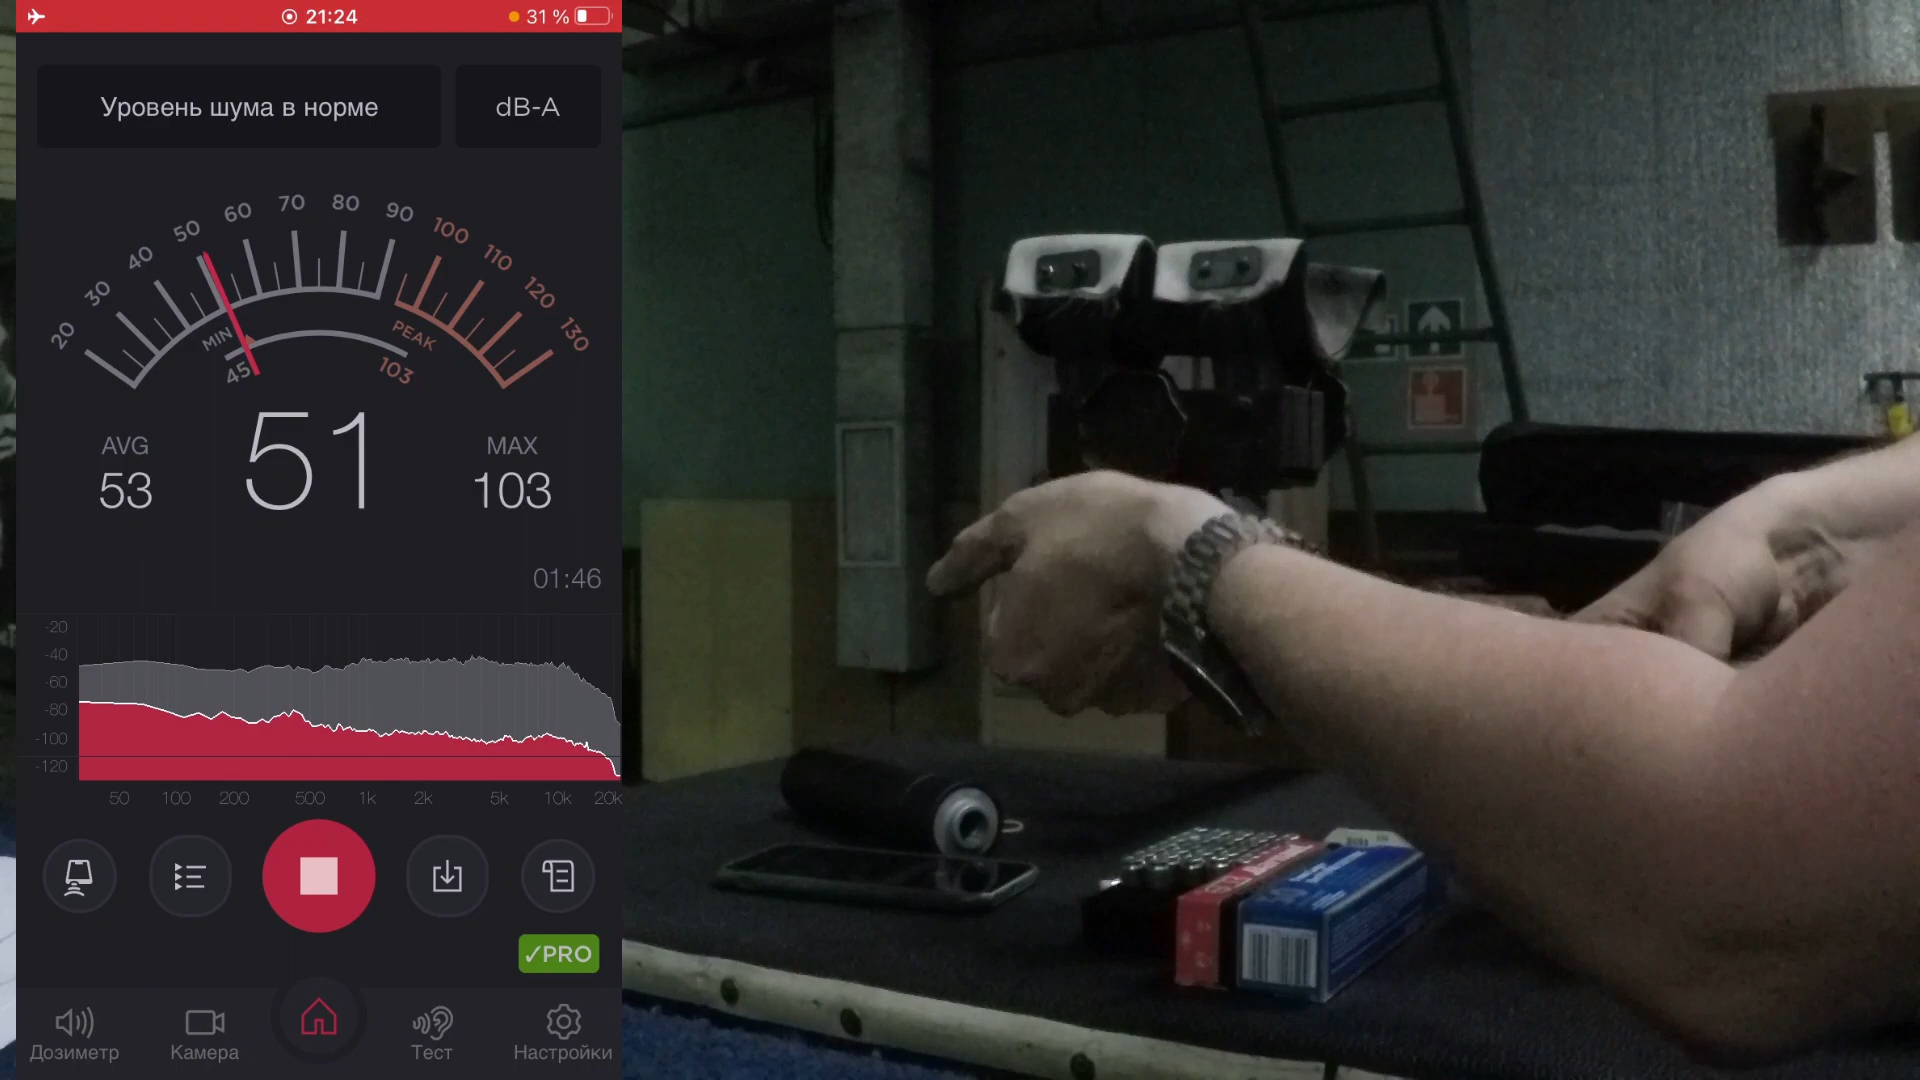 21:24
31 %
Уровень шума в норме
dB-A
20 30 40 50 60 70 80 90 100 110 120 130
MIN
PEAK
45
103
AVG
53
51
MAX
103
01:46
-20
-40
-60
-80
-100
-120
50 100 200 500 1k 2k 5k 10k 20k
✓PRO
Дозиметр
Камера
Тест
Настройки